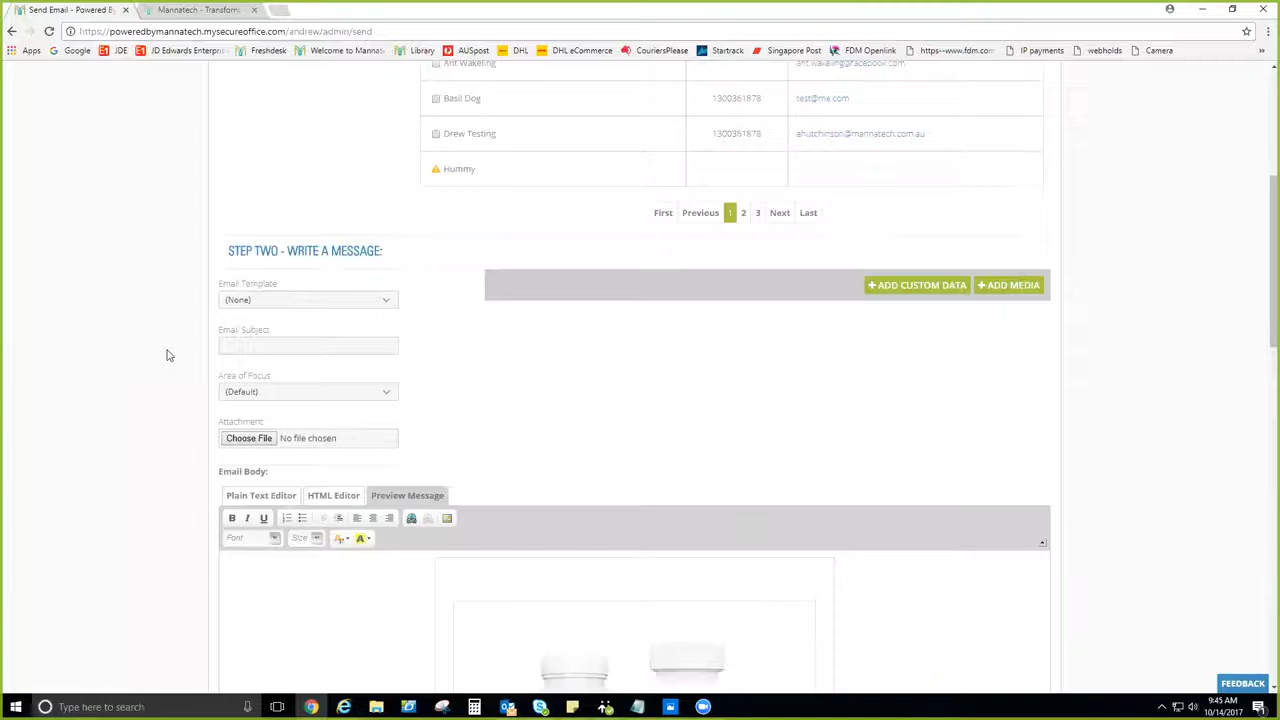 Send Email - Powered By
Mannatech - Transform
https://powerdbymannatech.mysecureoffice.com/andrew/admin/send
Apps Google JDE JD Edwards Enterpris Freshdesk Welcome to Manna Library AUSpost DHL DHL eCommerce CouriersPlease Startrack Singapore Post FDM Openlink https--www.fdm.com IP payments webholds Camera »
Ant Wakeling ant.wakeling@facebook.com
Basil Dog 1300361878 test@me.com
Drew Testing 1300361878 ahutchinson@mannatech.com.au
Hummy
First Previous 1 2 3 Next Last
STEP TWO - WRITE A MESSAGE:
Email Template
(None)
+ ADD CUSTOM DATA + ADD MEDIA
Email Subject
Area of Focus
(Default)
Attachment
Choose File No file chosen
Email Body:
Plain Text Editor HTML Editor Preview Message
B I U
Font Size A A
FEEDBACK
Type here to search
9:45 AM
10/14/2017